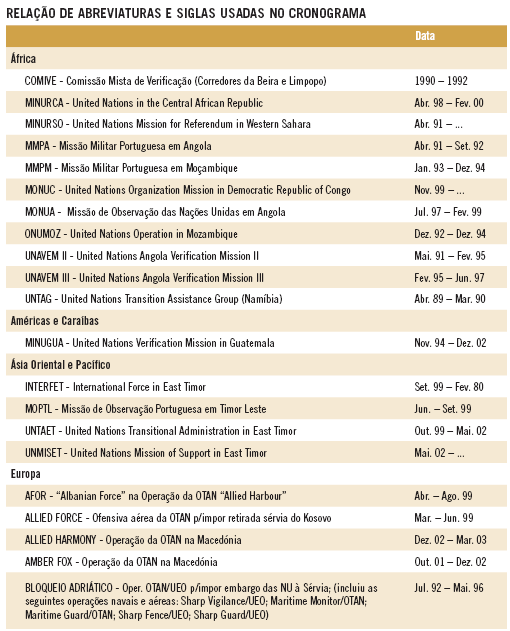 RELAÇÃO DE ABREVIATURAS E SIGLAS USADAS NO CRONOGRAMA
Data
África
COMIVE - Comissão Mista de Verificação (Corredores da Beira e Limpopo) 1990 – 1992
MINURCA - United Nations in the Central African Republic Abr. 98 – Fev. 00
MINURSO - United Nations Mission for Referendum in Western Sahara Abr. 91 – ...
MMPA – Missão Militar Portuguesa em Angola Abr. 91 – Set. 92
MMPM – Missão Militar Portuguesa em Moçambique Jan. 93 – Dez. 94
MONUC - United Nations Organization Mission in Democratic Republic of Congo Nov. 99 – ...
MONUA - Missão de Observação das Nações Unidas em Angola Jul. 97 – Fev. 99
ONUMOZ - United Nations Operation in Mozambique Dez. 92 – Dez. 94
UNAVEM II - United Nations Angola Verification Mission II Mai. 91 – Fev. 95
UNAVEM III - United Nations Angola Verification Mission III Fev. 95 – Jun. 97
UNTAG - United Nations Transition Assistance Group (Namíbia) Abr. 89 – Mar. 90
Américas e Caraíbas
MINUGUA - United Nations Verification Mission in Guatemala Nov. 94 – Dez. 02
Ásia Oriental e Pacífico
INTERFET - International Force in East Timor Set. 99 – Fev. 80
MOPTL - Missão de Observação Portuguesa em Timor Leste Jun. – Set. 99
UNTAET - United Nations Transitional Administration in East Timor Out. 99 – Mai. 02
UNMISET - United Nations Mission of Support in East Timor Mai. 02 – ...
Europa
AFOR - “Albanian Force” na Operação da OTAN “Allied Harbour” Abr. – Ago. 99
ALLIED FORCE - Ofensiva aérea da OTAN p/impor retirada sérvia do Kosovo Mar. – Jun. 99
ALLIED HARMONY - Operação da OTAN na Macedónia Dez. 02 – Mar. 03
AMBER FOX - Operação da OTAN na Macedónia Out. 01 – Dez. 02
BLOQUEIO ADRIÁTICO - Oper. OTAN/UEO p/impor embargo das NU à Sérvia; (incluiu as Jul. 92 – Mai. 96
seguintes operações navais e aéreas: Sharp Vigilance/UEO; Maritime Monitor/OTAN;
Maritime Guard/OTAN; Sharp Fence/UEO; Sharp Guard/UEO)